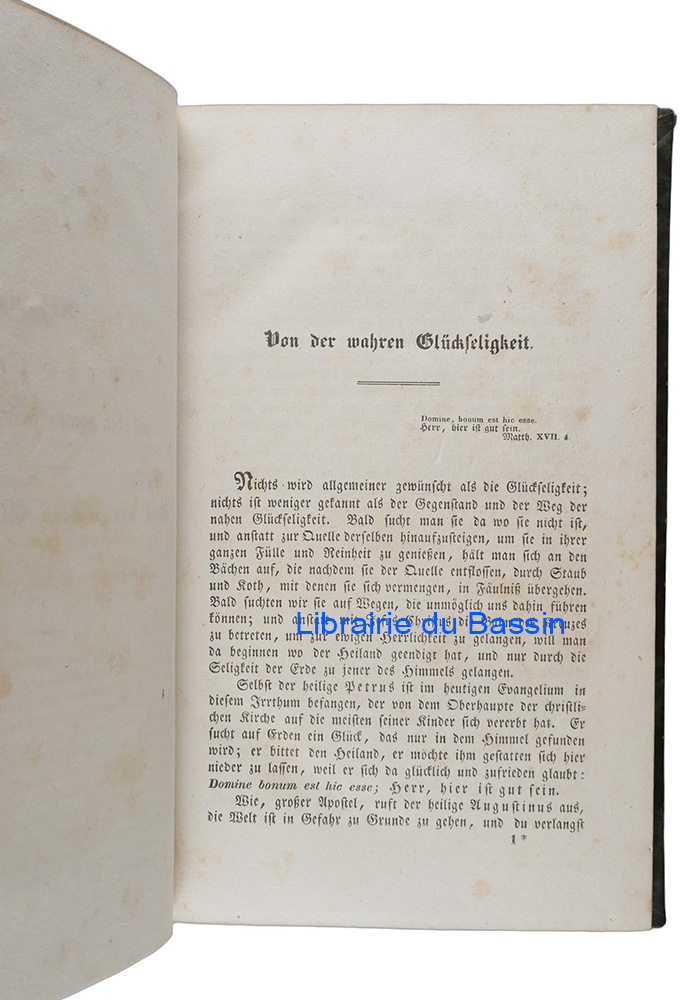 Von der wahren Glückseligkeit.
Domine, bonum est hic esse.
Herr, hier ist gut sein.
Matth. XVII. 4.
Nichts wird allgemeiner gewünscht als die Glückseligkeit;
nichts ist weniger gekannt als der Gegenstand und der Weg der
nahen Glückseligkeit. Bald sucht man sie da wo sie nicht ist,
und anstatt zur Quelle derselben hinaufzusteigen, um sie in ihrer
ganzen Fülle und Reinheit zu genießen, hält man sich an den
Bächen auf, die nachdem sie der Quelle entflossen, durch Staub
und Koth, mit denen sie sich vermengen, in Fäulniß übergehen.
Bald suchten wir sie auf Wegen, die unmöglich uns dahin führen
können; und anstatt mit Jesus Christus die Kreuzes
Librairie du Bassin
zu betreten, um zur ewigen Herrlichkeit zu gelangen, will man
da beginnen wo der Heiland geendigt hat, und nur durch die
Seligkeit der Erde zu jener des Himmels gelangen.
Selbst der heilige Petrus ist im heutigen Evangelium in
diesem Irrthum befangen, der von dem Oberhaupte der christli-
chen Kirche auf die meisten seiner Kinder sich vererbt hat. Er
sucht auf Erden ein Glück, das nur in dem Himmel gefunden
wird; er bittet den Heiland, er möchte ihm gestatten sich hier
nieder zu lassen, weil er sich da glücklich und zufrieden glaubt:
Domine bonum est hic esse; Herr, hier ist gut sein.
Wie, großer Apostel, ruft der heilige Augustinus aus,
die Welt ist in Gefahr zu Grunde zu gehen, und du verlangst
1*